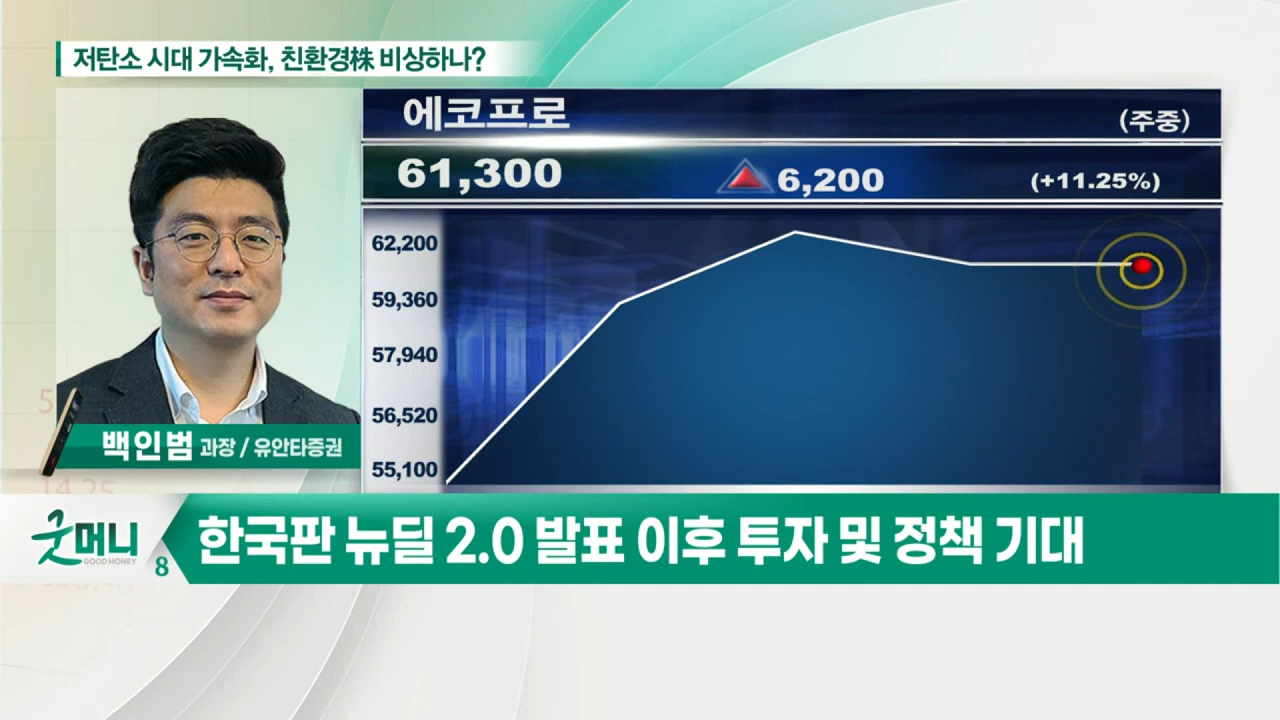 저탄소 시대 가속화, 친환경株 비상하나?
에코프로
(주중)
61,300 ▲ 6,200 (+11.25%)
62,200
59,360
57,940
56,520
55,100
백인범 과장 / 유안타증권
굿머니
GOOD MONEY
8
한국판 뉴딜 2.0 발표 이후 투자 및 정책 기대